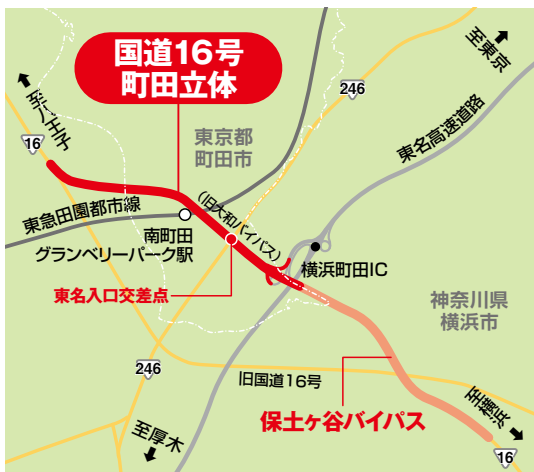 国道16号
町田立体
至東京
246
至八王子
16
東京都
町田市
東名高速道路
東急田園都市線
(旧大和バイパス)
南町田
グランベリーパーク駅
横浜町田IC
東名入口交差点
神奈川県
横浜市
246
旧国道16号
至横浜
保土ヶ谷バイパス
至厚木
16